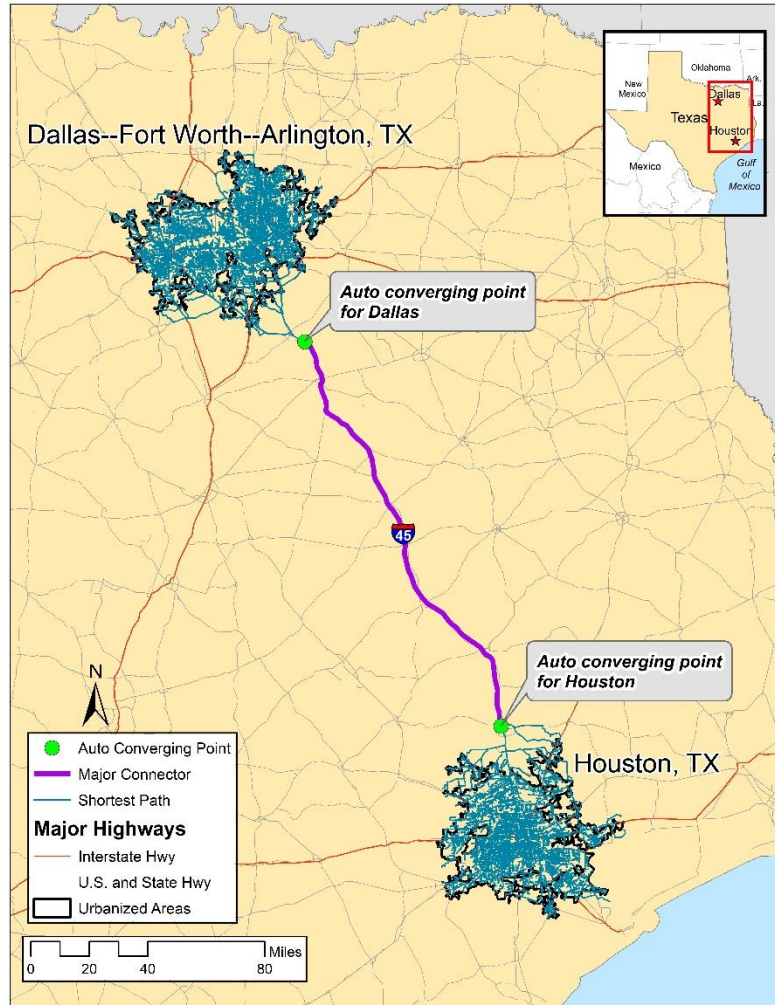 Oklahoma
Ark.
New
Mexico
Dallas
La.
Texas
Houston
Mexico
Gulf
of
Mexico
Dallas--Fort Worth--Arlington, TX
Auto converging point
for Dallas
45
Auto converging point
for Houston
Houston, TX
N
Auto Converging Point
Major Connector
Shortest Path
Major Highways
Interstate Hwy
U.S. and State Hwy
Urbanized Areas
Miles
0 20 40 80